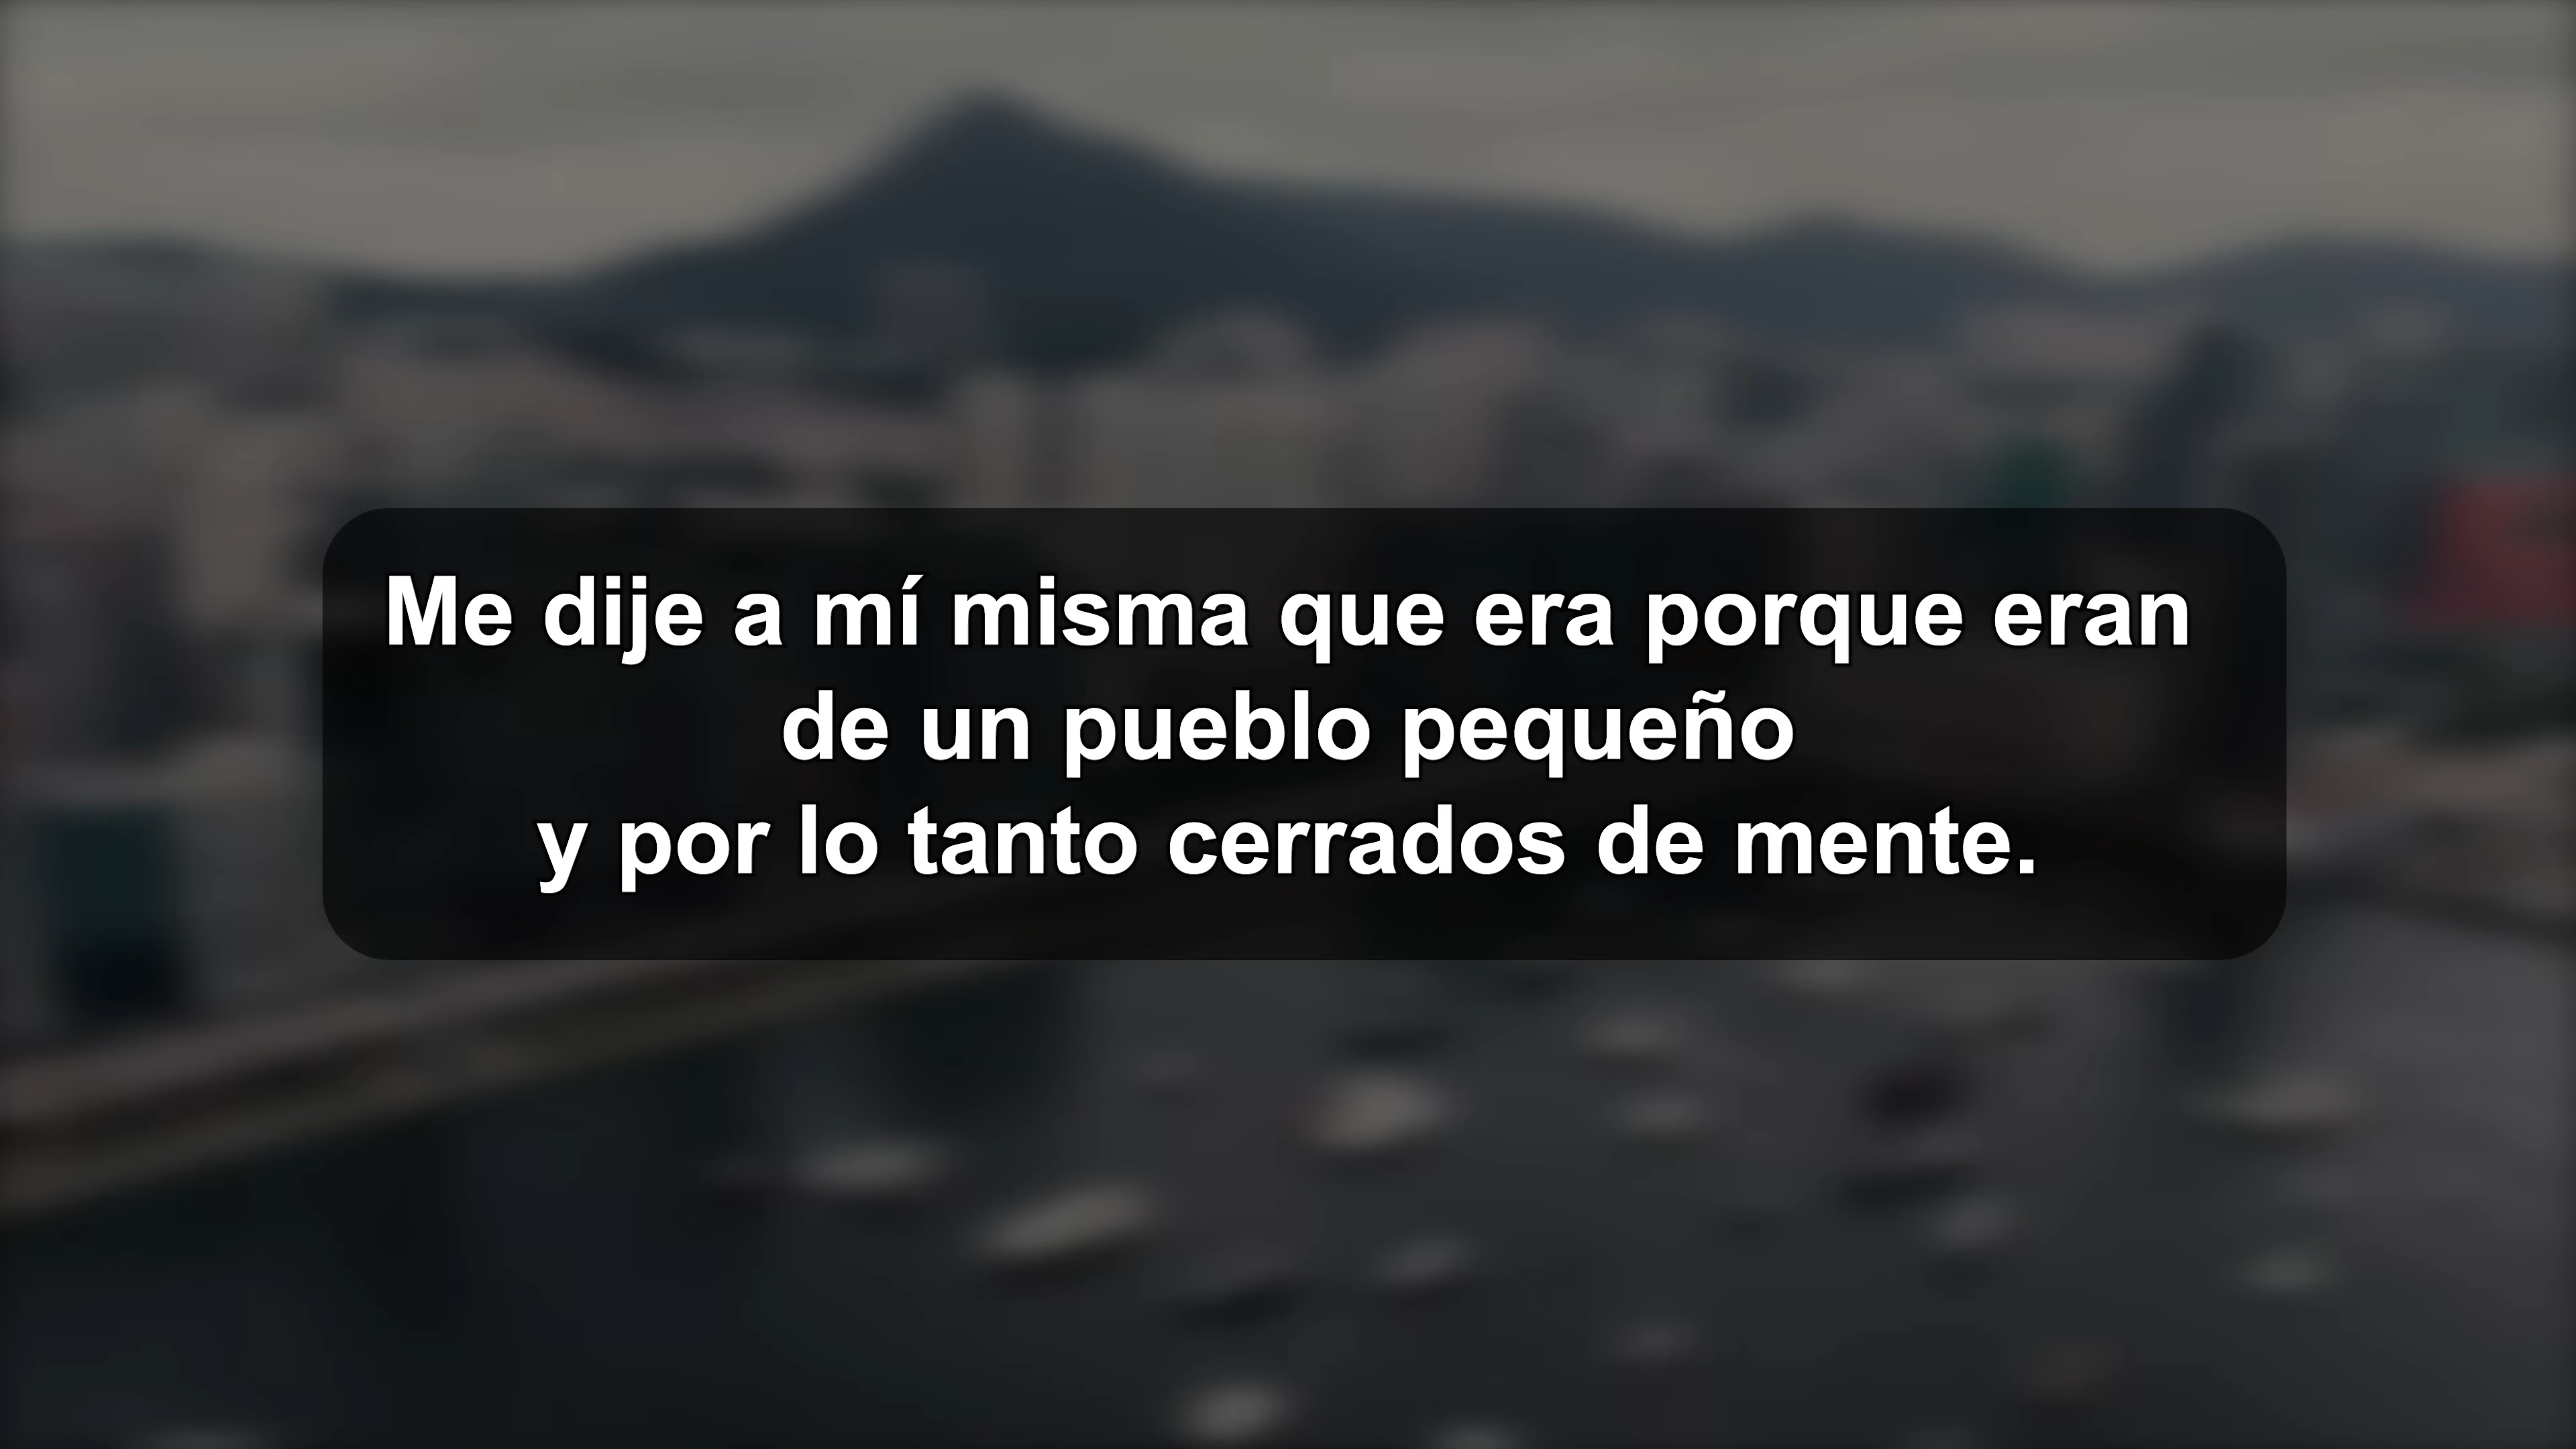 Me dije a mí misma que era porque eran
de un pueblo pequeño
y por lo tanto cerrados de mente.